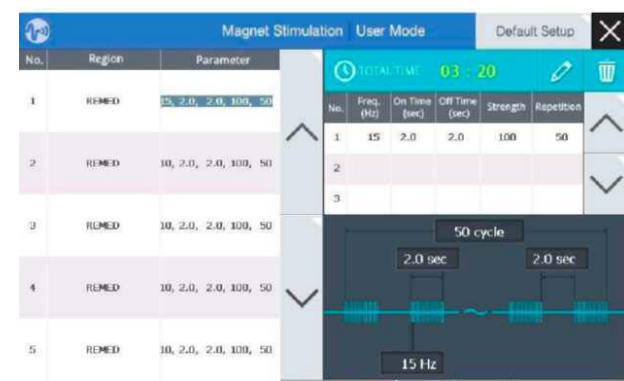 Magnet Stimulation User Mode
Default Setup
No. Region Parameter
1 REMED 15, 2.0, 2.0, 100, 50
2 REMED 10, 2.0, 2.0, 100, 50
3 REMED 10, 2.0, 2.0, 100, 50
4 REMED 10, 2.0, 2.0, 100, 50
5 REMED 10, 2.0, 2.0, 100, 50
TOTAL TIME 03 : 20
No. Freq. (Hz) On Time (sec) Off Time (sec) Strength Repetition
1 15 2.0 2.0 100 50
2
3
50 cycle
2.0 sec 2.0 sec
15 Hz